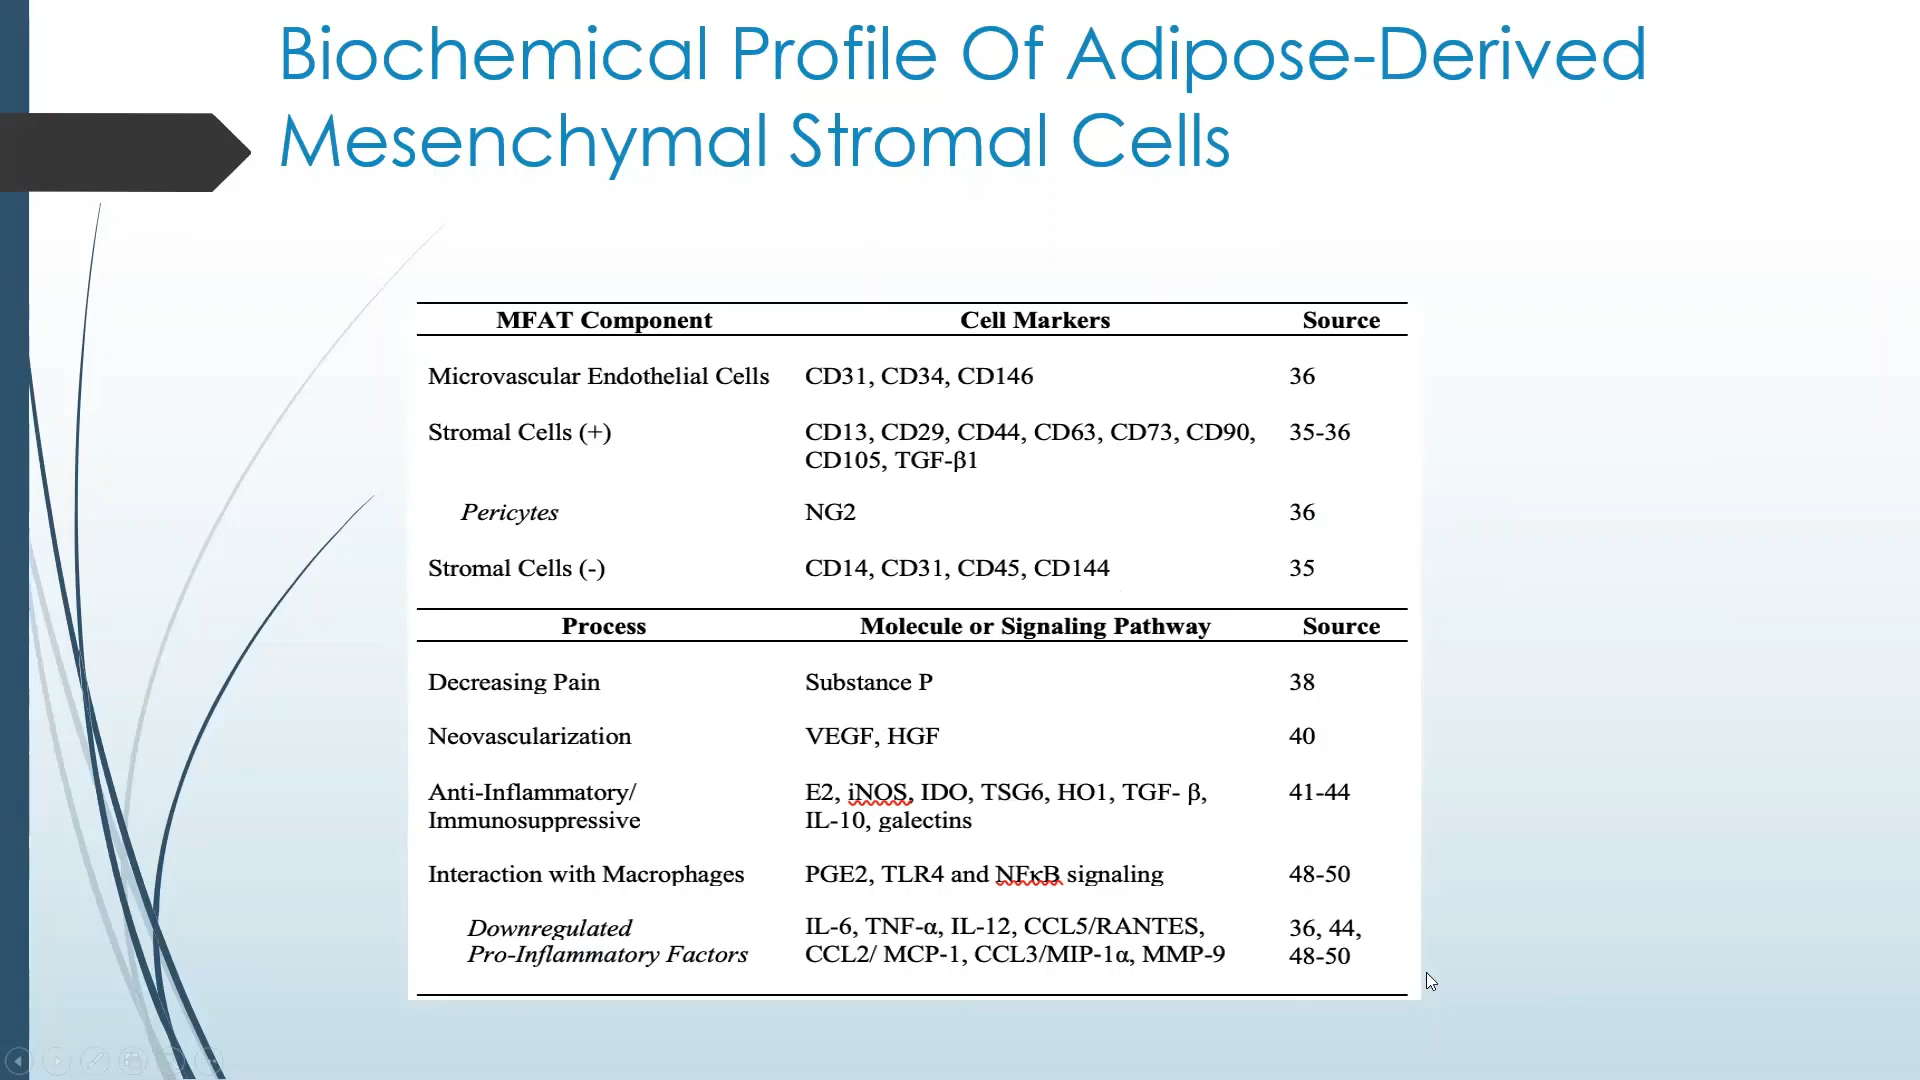 Biochemical Profile Of Adipose-Derived
Mesenchymal Stromal Cells
MFAT Component Cell Markers Source
Microvascular Endothelial Cells CD31, CD34, CD146 36
Stromal Cells (+) CD13, CD29, CD44, CD63, CD73, CD90, 35-36
CD105, TGF-β1
Pericytes NG2 36
Stromal Cells (-) CD14, CD31, CD45, CD144 35
Process Molecule or Signaling Pathway Source
Decreasing Pain Substance P 38
Neovascularization VEGF, HGF 40
Anti-Inflammatory/ E2, iNOS, IDO, TSG6, HO1, TGF- β, 41-44
Immunosuppressive IL-10, galectins
Interaction with Macrophages PGE2, TLR4 and NFκB signaling 48-50
Downregulated IL-6, TNF-α, IL-12, CCL5/RANTES, 36, 44,
Pro-Inflammatory Factors CCL2/ MCP-1, CCL3/MIP-1α, MMP-9 48-50